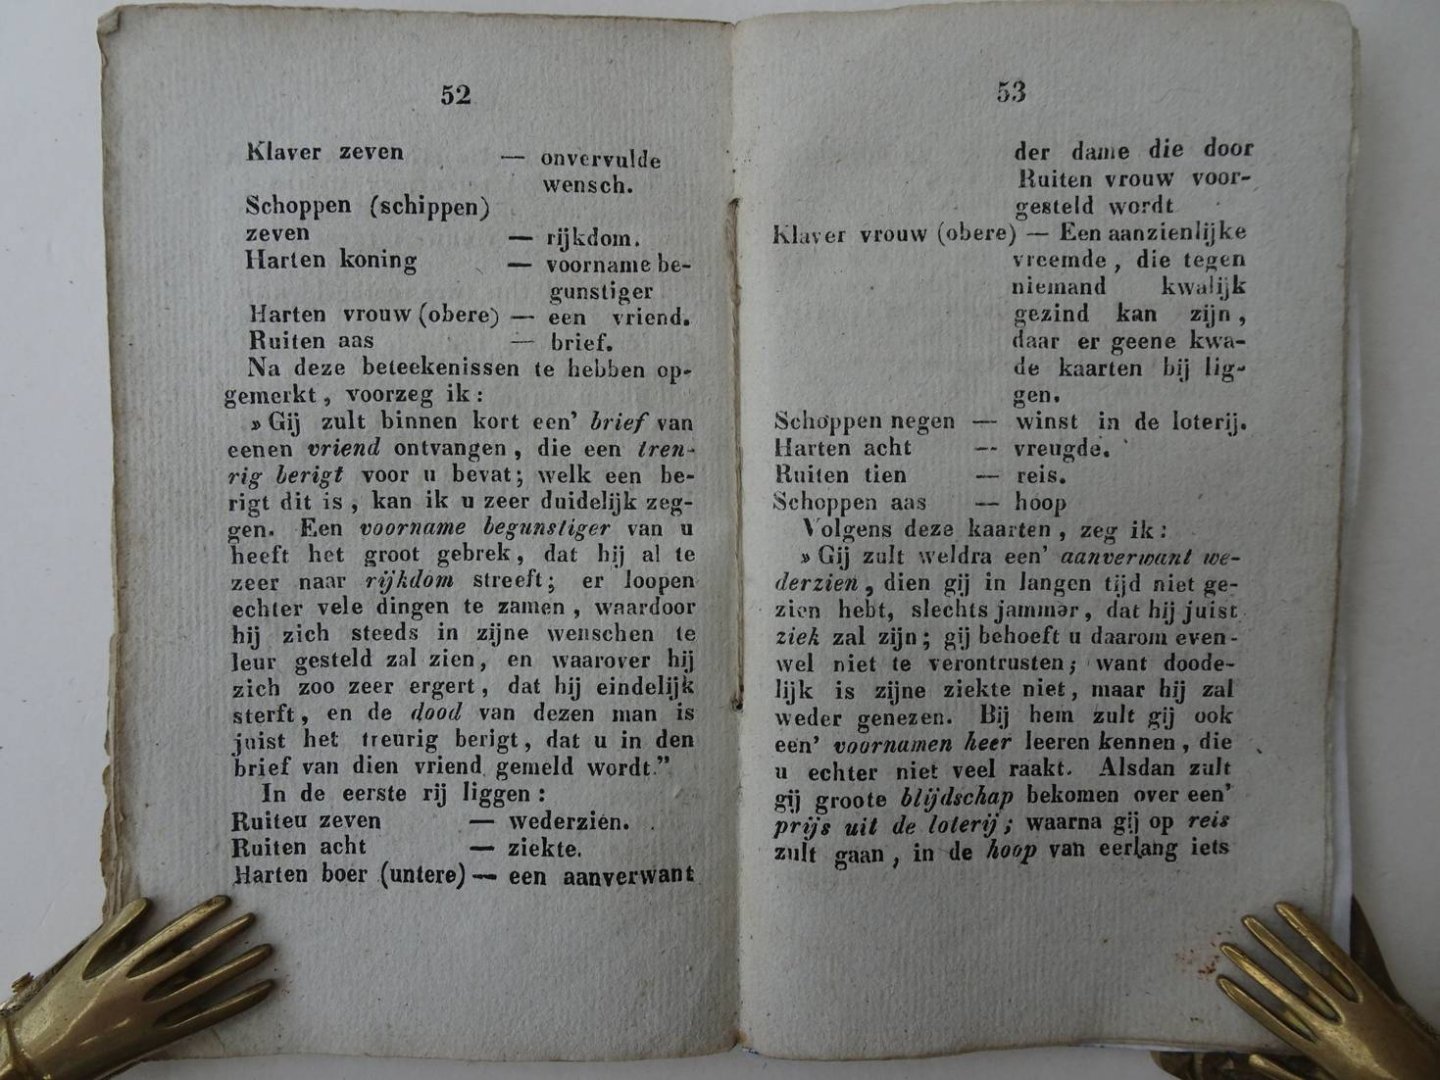 52
Klaver zeven — onvervulde
wensch.
Schoppen (schippen)
zeven — rijkdom.
Harten koning — voorname be-
gunstiger
Harten vrouw (obere) — een vriend.
Ruiten aas — brief.
Na deze beteekenissen te hebben op-
gemerkt, voorzeg ik:
» Gij zult binnen kort een’ brief van
eenen vriend ontvangen, die een tren-
rig berigt voor u bevat; welk een be-
rigt dit is, kan ik u zeer duidelijk zeg-
gen. Een voorname begunstiger van u
heeft het groot gebrek, dat hij al te
zeer naar rijkdom streeft; er loopen
echter vele dingen te zamen, waardoor
hij zich steeds in zijne wenschen te
leur gesteld zal zien, en waarover hij
zich zoo zeer ergert, dat hij eindelijk
sterft, en de dood van dezen man is
juist het treurig berigt, dat u in den
brief van dien vriend gemeld wordt.”
In de eerste rij liggen:
Ruiteu zeven — wederzien.
Ruiten acht — ziekte.
Harten boer (untere) — een aanverwant
53
der dame die door
Ruiten vrouw voor-
gesteld wordt
Klaver vrouw (obere) — Een aanzienlijke
vreemde, die tegen
niemand kwalijk
gezind kan zijn,
daar er geene kwa-
de kaarten bij lig-
gen.
Schoppen negen — winst in de loterij.
Harten acht — vreugde.
Ruiten tien — reis.
Schoppen aas — hoop
Volgens deze kaarten, zeg ik:
» Gij zult weldra een’ aanverwant we-
derzien, dien gij in langen tijd niet ge-
zien hebt, slechts jammer, dat hij juist
ziek zal zijn; gij behoeft u daarom even-
wel niet te verontrusten; want doode-
lijk is zijne ziekte niet, maar hij zal
weder genezen. Bij hem zult gij ook
een’ voornamen heer leeren kennen, die
u echter niet veel raakt. Alsdan zult
gij groote blijdschap bekomen over een’
prijs uit de loterij; waarna gij op reis
zult gaan, in de hoop van eerlang iets